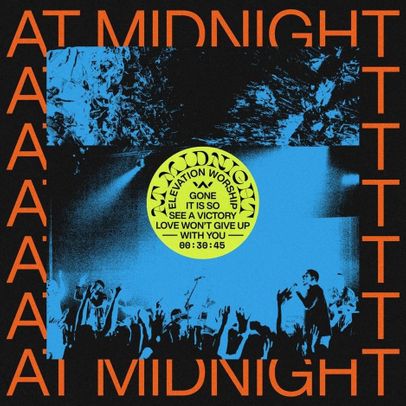 AT MIDNIGHT
A T
A T
A T
A T
A T
AT MIDNIGHT
ELEVATION WORSHIP
GONE
IT IS SO
SEE A VICTORY
LOVE WON'T GIVE UP
WITH YOU
00:30:45
AT MIDNIGHT